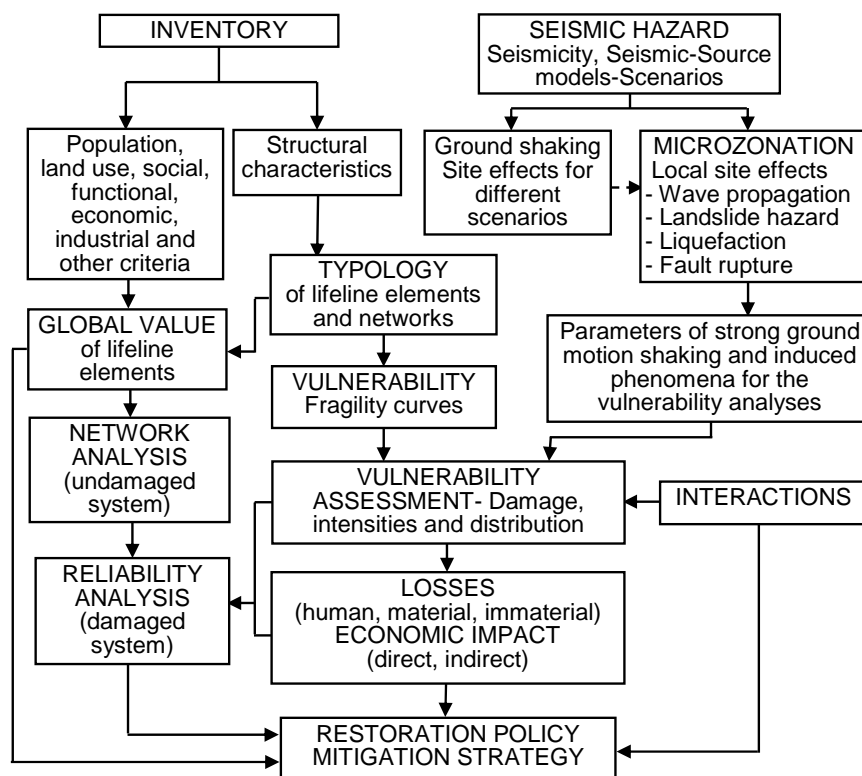 INVENTORY
SEISMIC HAZARD
Seismicity, Seismic-Source
models-Scenarios
Population,
land use, social,
functional,
economic,
industrial and
other criteria
Structural
characteristics
Ground shaking
Site effects for
different
scenarios
MICROZONATION
Local site effects
- Wave propagation
- Landslide hazard
- Liquefaction
- Fault rupture
TYPOLOGY
of lifeline elements
and networks
GLOBAL VALUE
of lifeline
elements
Parameters of strong ground
motion shaking and induced
phenomena for the
vulnerability analyses
VULNERABILITY
Fragility curves
NETWORK
ANALYSIS
(undamaged
system)
VULNERABILITY
ASSESSMENT- Damage,
intensities and distribution
INTERACTIONS
RELIABILITY
ANALYSIS
(damaged
system)
LOSSES
(human, material, immaterial)
ECONOMIC IMPACT
(direct, indirect)
RESTORATION POLICY
MITIGATION STRATEGY